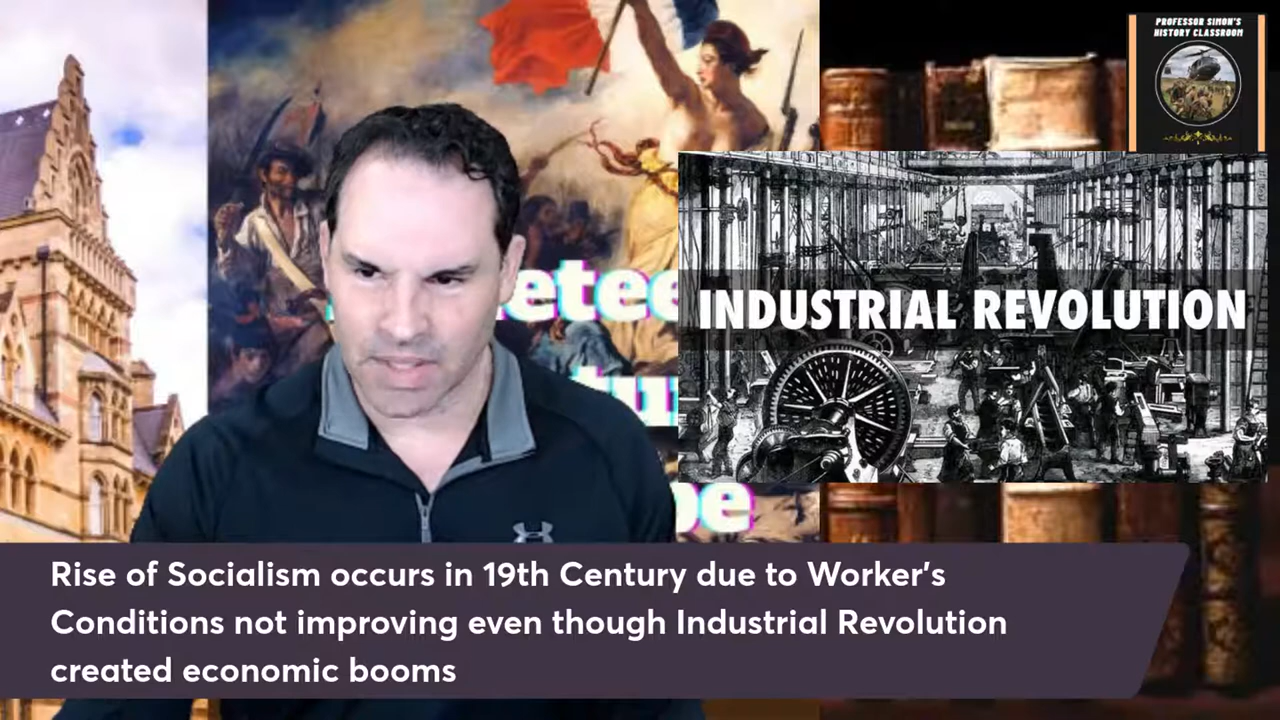 PROFESSOR SIMON'S
HISTORY CLASSROOM
INDUSTRIAL REVOLUTION
Rise of Socialism occurs in 19th Century due to Worker's
Conditions not improving even though Industrial Revolution
created economic booms